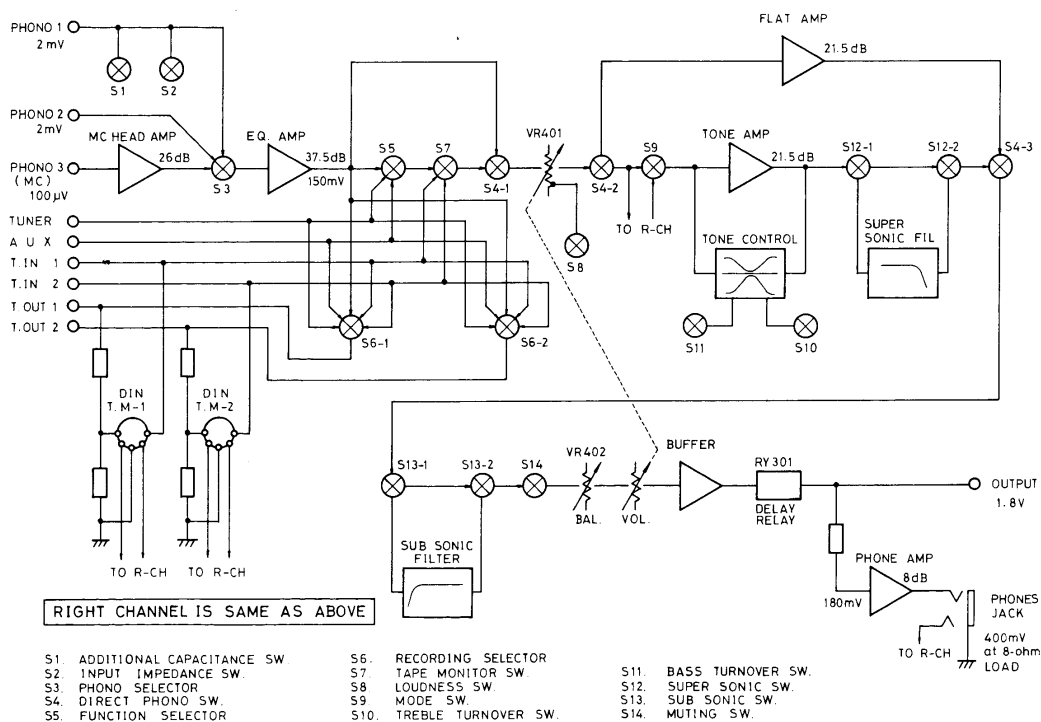 PHONO 1
2mV
S1
S2
PHONO 2
2mV
MC HEAD AMP
26dB
PHONO 3
(MC)
100μV
S3
EQ. AMP
37.5dB
150mV
S5
S7
S4-1
VR401
S8
FLAT AMP
21.5dB
S4-2
S9
TO R-CH
TONE AMP
21.5dB
S12-1
S12-2
S4-3
TONE CONTROL
SUPER
SONIC FIL
S11
S10
TUNER
AUX
T.IN 1
T.IN 2
T.OUT 1
T.OUT 2
S6-1
S6-2
DIN
T.M-1
DIN
T.M-2
TO R-CH
TO R-CH
S13-1
S13-2
S14
VR402
BAL.
VOL.
BUFFER
RY301
DELAY
RELAY
OUTPUT
1.8V
SUB SONIC
FILTER
PHONE AMP
8dB
180mV
TO R-CH
PHONES
JACK
400mV
at 8-ohm
LOAD
RIGHT CHANNEL IS SAME AS ABOVE
S1. ADDITIONAL CAPACITANCE SW.
S2. INPUT IMPEDANCE SW.
S3. PHONO SELECTOR
S4. DIRECT PHONO SW.
S5. FUNCTION SELECTOR
S6. RECORDING SELECTOR
S7. TAPE MONITOR SW.
S8 LOUDNESS SW.
S9. MODE SW.
S10. TREBLE TURNOVER SW.
S11. BASS TURNOVER SW.
S12. SUPER SONIC SW.
S13. SUB SONIC SW.
S14. MUTING SW.